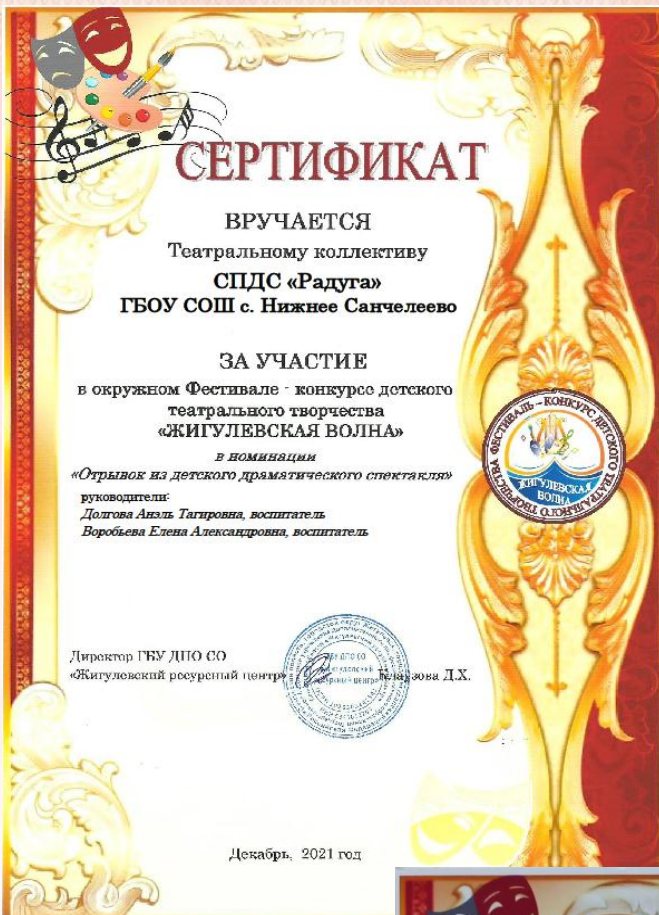 СЕРТИФИКАТ
ВРУЧАЕТСЯ
Театральному коллективу
СПДС «Радуга»
ГБОУ СОШ с. Нижнее Санчелеево
ЗА УЧАСТИЕ
в окружном Фестивале - конкурсе детского
театрального творчества
«ЖИГУЛЕВСКАЯ ВОЛНА»
в номинации
«Отрывок из детского драматического спектакля»
руководители:
Долгова Анэль Тагировна, воспитатель
Воробьева Елена Александровна, воспитатель
ФЕСТИВАЛЬ - КОНКУРС ДЕТСКОГО ТЕАТРАЛЬНОГО ТВОРЧЕСТВА
ЖИГУЛЕВСКАЯ
ВОЛНА
Директор ГБУ ДПО СО
«Жигулевский ресурсный центр»
Д.Х.
Декабрь, 2021 год